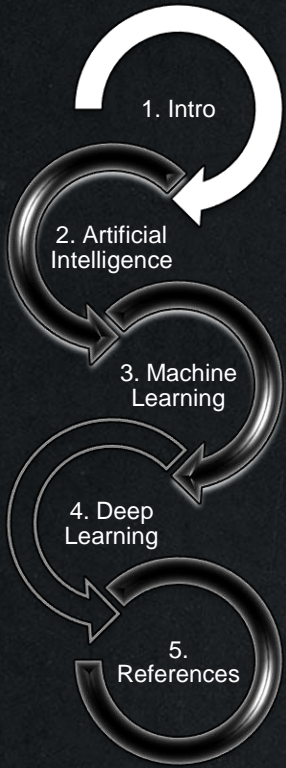 1. Intro
2. Artificial
Intelligence
3. Machine
Learning
4. Deep
Learning
5.
References